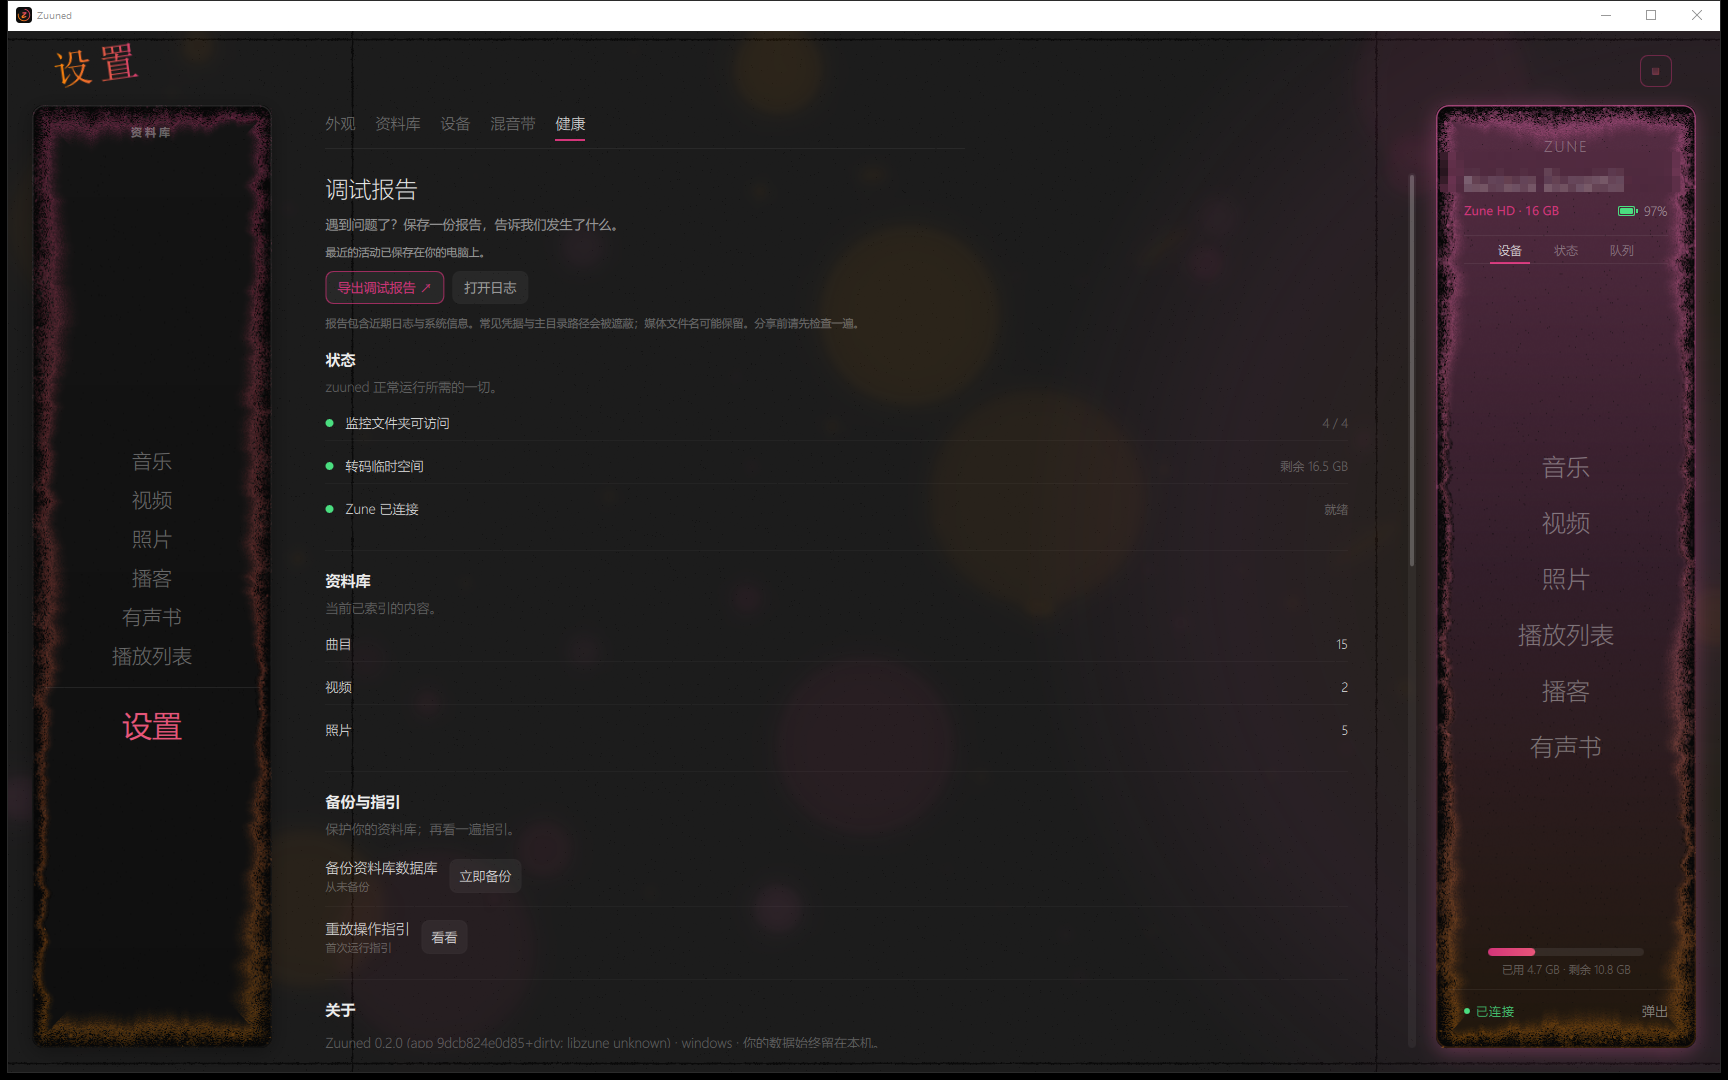 Zuuned
设置
资料库
音乐
视频
照片
播客
有声书
播放列表
设置
外观 资料库 设备 混音带 健康
调试报告
遇到问题了？保存一份报告，告诉我们发生了什么。
最近的活动已保存在你的电脑上。
导出调试报告 ↗ 打开日志
报告包含近期日志与系统信息。常见凭据与主目录路径会被遮蔽；媒体文件名可能保留。分享前请先检查一遍。
状态
zuuned 正常运行所需的一切。
监控文件夹可访问 4 / 4
转码临时空间 剩余 16.5 GB
Zune 已连接 就绪
资料库
当前已索引的内容。
曲目 15
视频 2
照片 5
备份与指引
保护你的资料库；再看一遍指引。
备份资料库数据库 立即备份
从未备份
重放操作指引 看看
首次运行指引
关于
Zuuned 0.2.0 (app 9dcb824e0d85+dirty; libzune unknown) · windows · 你的数据始终留在本机。
ZUNE
Zune HD · 16 GB 97%
设备 状态 队列
音乐
视频
照片
播放列表
播客
有声书
已用 4.7 GB · 剩余 10.8 GB
已连接 弹出